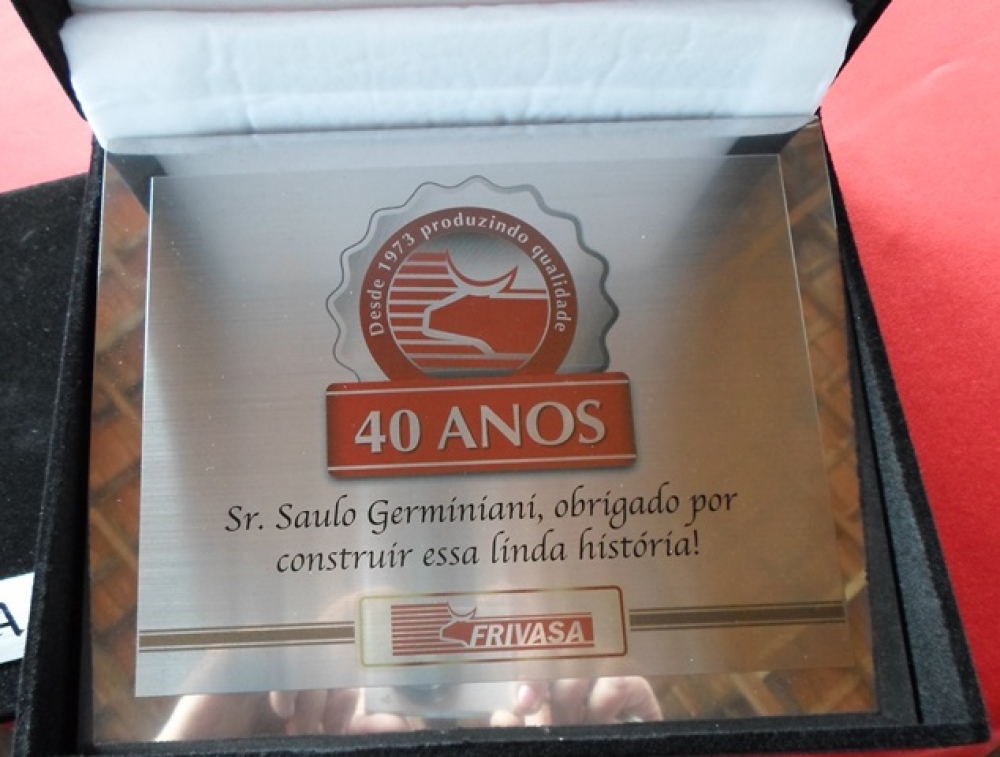 Desde 1973 produzindo qualidade
40 ANOS
Sr. Saulo Germiniani, obrigado por
construir essa linda história!
FRIVASA
A